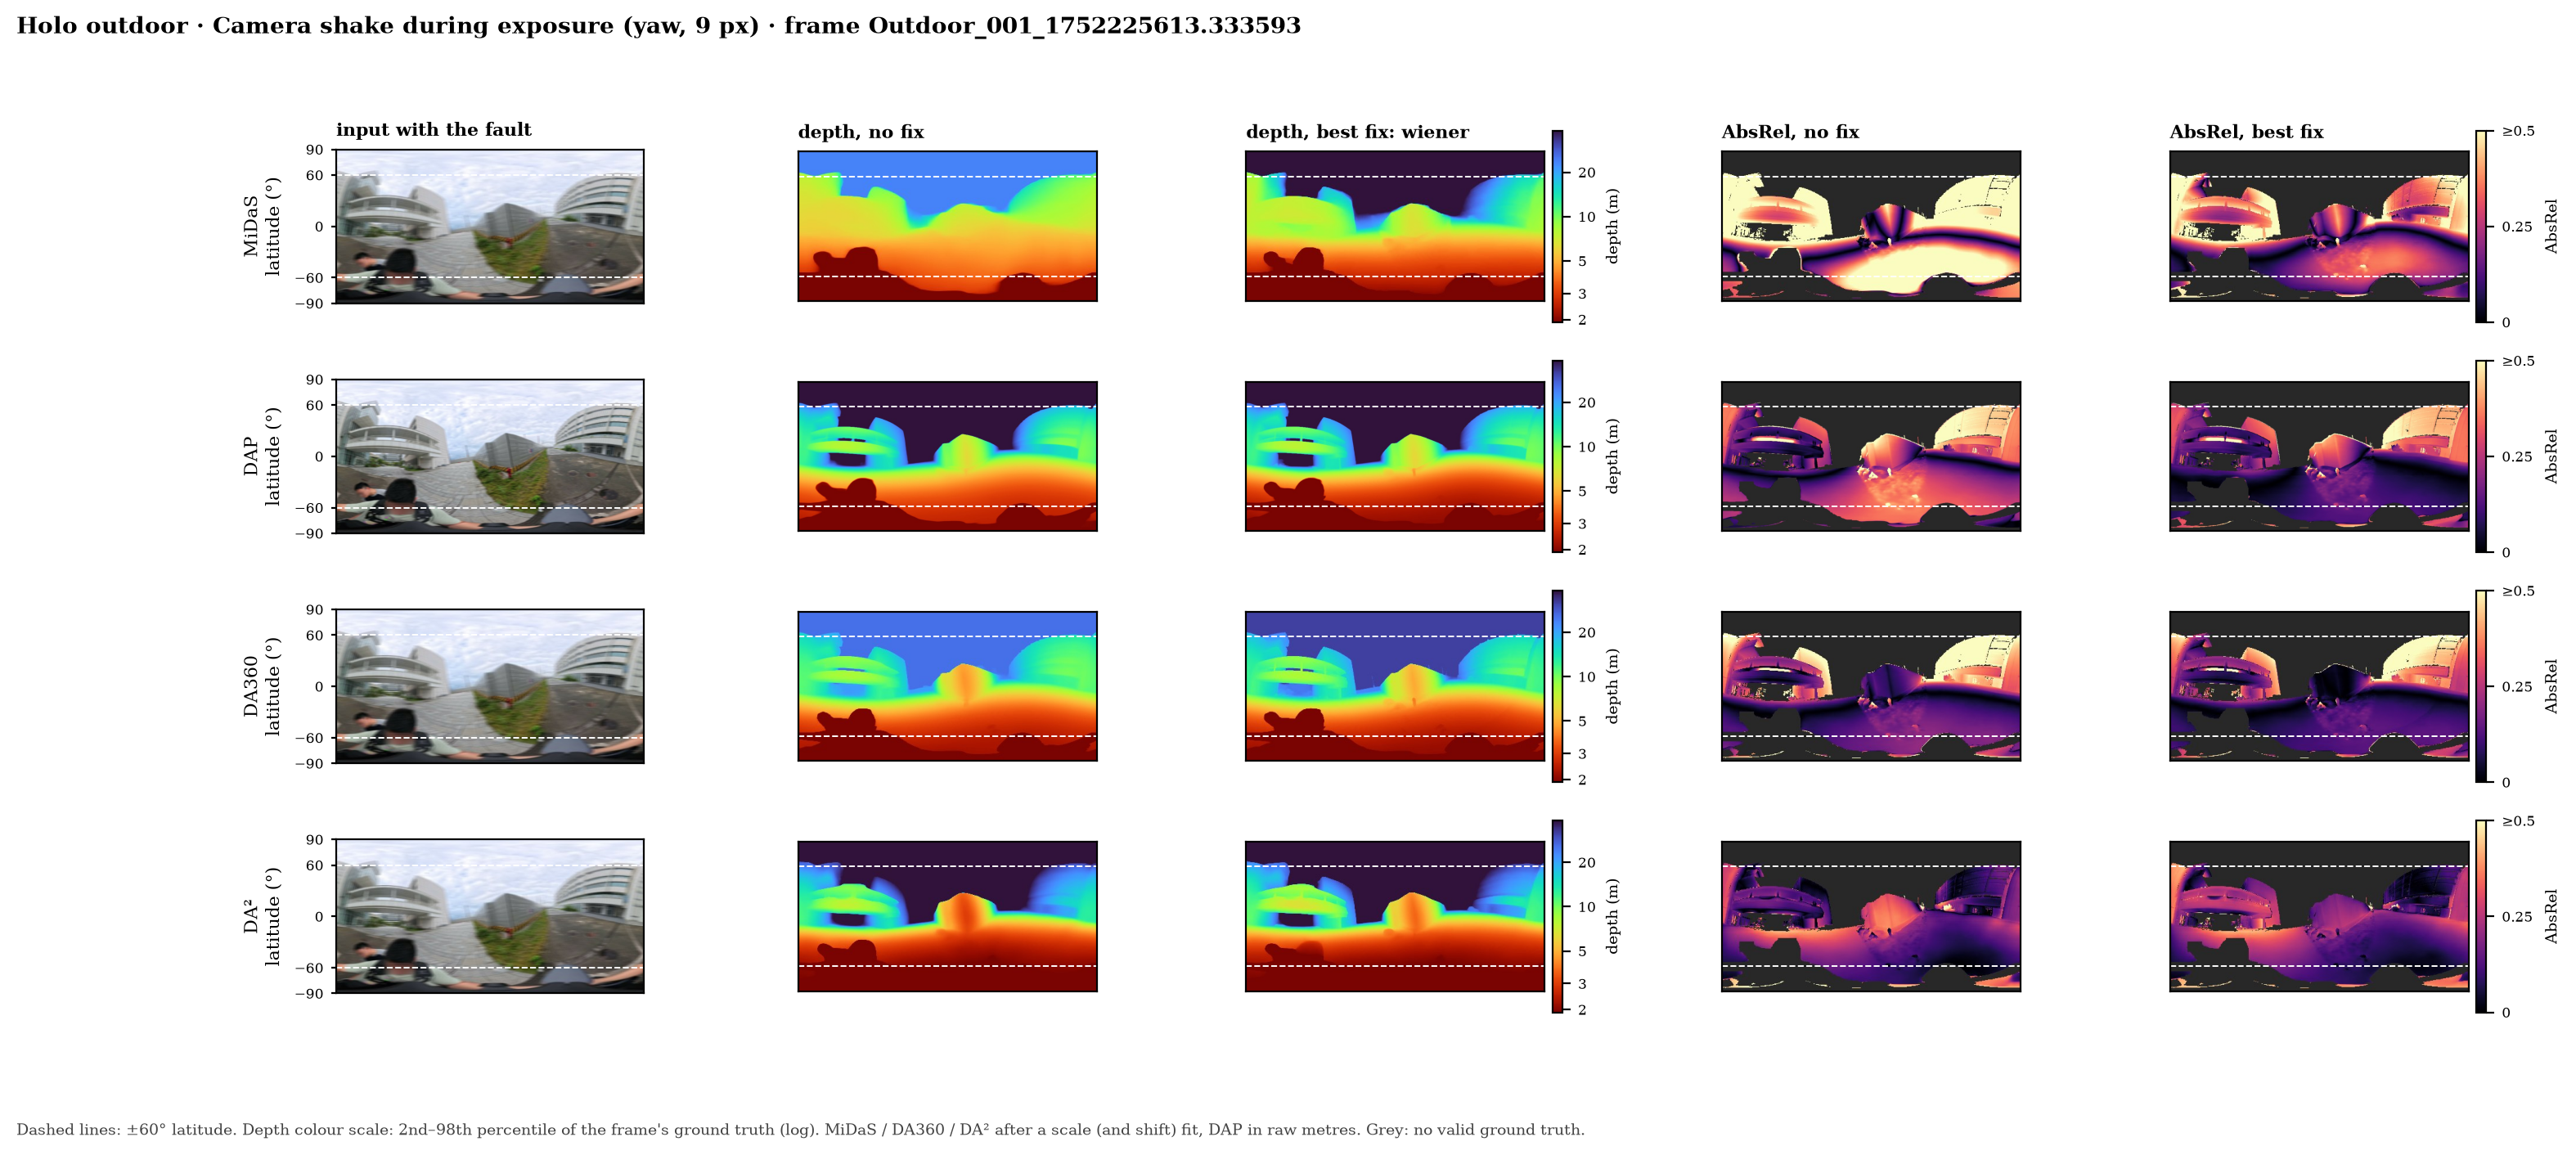 Holo outdoor · Camera shake during exposure (yaw, 9 px) · frame Outdoor_001_1752225613.333593
input with the fault
depth, no fix
depth, best fix: wiener
AbsRel, no fix
AbsRel, best fix
MiDaS
latitude (°)
90
60
0
−60
−90
20
10
5
3
2
depth (m)
≥0.5
0.25
0
AbsRel
DAP
latitude (°)
90
60
0
−60
−90
20
10
5
3
2
depth (m)
≥0.5
0.25
0
AbsRel
DA360
latitude (°)
90
60
0
−60
−90
20
10
5
3
2
depth (m)
≥0.5
0.25
0
AbsRel
DA²
latitude (°)
90
60
0
−60
−90
20
10
5
3
2
depth (m)
≥0.5
0.25
0
AbsRel
Dashed lines: ±60° latitude. Depth colour scale: 2nd–98th percentile of the frame's ground truth (log). MiDaS / DA360 / DA² after a scale (and shift) fit, DAP in raw metres. Grey: no valid ground truth.